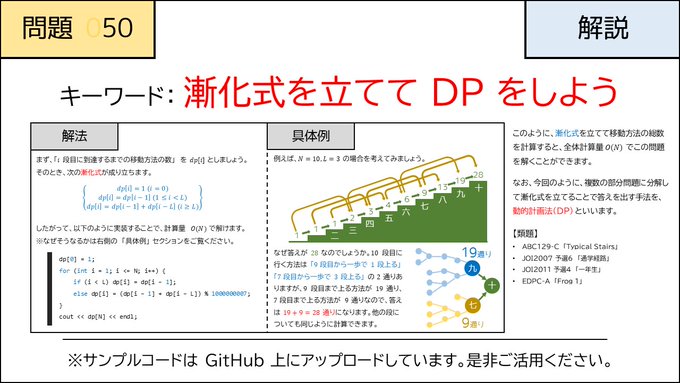 問題 050
解説
キーワード: 漸化式を立てて DP をしよう
解法
まず、「i 段目に到達するまでの移動方法の数」 を dp[i] としましょう。
そのとき、次の漸化式が成り立ちます。
dp[i] = 1 (i = 0)
dp[i] = dp[i − 1] (1 ≤ i < L)
dp[i] = dp[i − 1] + dp[i − L] (i ≥ L)
したがって、以下のように実装することで、計算量 O(N) で解けます。
※なぜそうなるかは右側の 「具体例」 セクションをご覧ください。
dp[0] = 1;
for (int i = 1; i <= N; i++) {
if (i < L) dp[i] = dp[i - 1];
else dp[i] = (dp[i - 1] + dp[i - L]) % 1000000007;
}
cout << dp[N] << endl;
具体例
例えば、N = 10, L = 3 の場合を考えてみましょう。
1 1 1 2 3 4 6 9 13 19 28
一 二 三 四 五 六 七 八 九 十
なぜ答えが 28 なのでしょうか。10 段目に
行く方法は 「9 段目から一歩で 1 段上る」
「7 段目から一歩で 3 段上る」 の 2 通りあ
りますが、9 段目まで上る方法が 19 通り、
7 段目まで上る方法が 9 通りなので、答え
は 19 + 9 = 28 通りになります。他の段に
ついても同じように計算できます。
19通り
九
十
七
9通り
このように、漸化式を立てて移動方法の総数
を計算すると、全体計算量 O(N) でこの問題
を解くことができます。
なお、今回のように、複数の部分問題に分解し
て漸化式を立てることで答えを出す手法を、
動的計画法(DP)といいます。
【類題】
• ABC129-C 「Typical Stairs」
• JOI2007 予選6 「通学経路」
• JOI2011 予選4 「一年生」
• EDPC-A 「Frog 1」
※サンプルコードは GitHub 上にアップロードしています。是非ご活用ください。